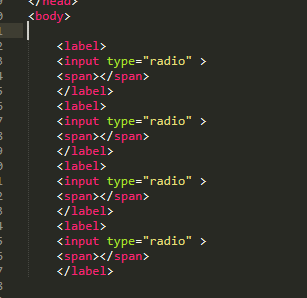 </head>
<body>
<label>
<input type="radio" >
<span></span>
</label>
<label>
<input type="radio" >
<span></span>
</label>
<label>
<input type="radio" >
<span></span>
</label>
<label>
<input type="radio" >
<span></span>
</label>